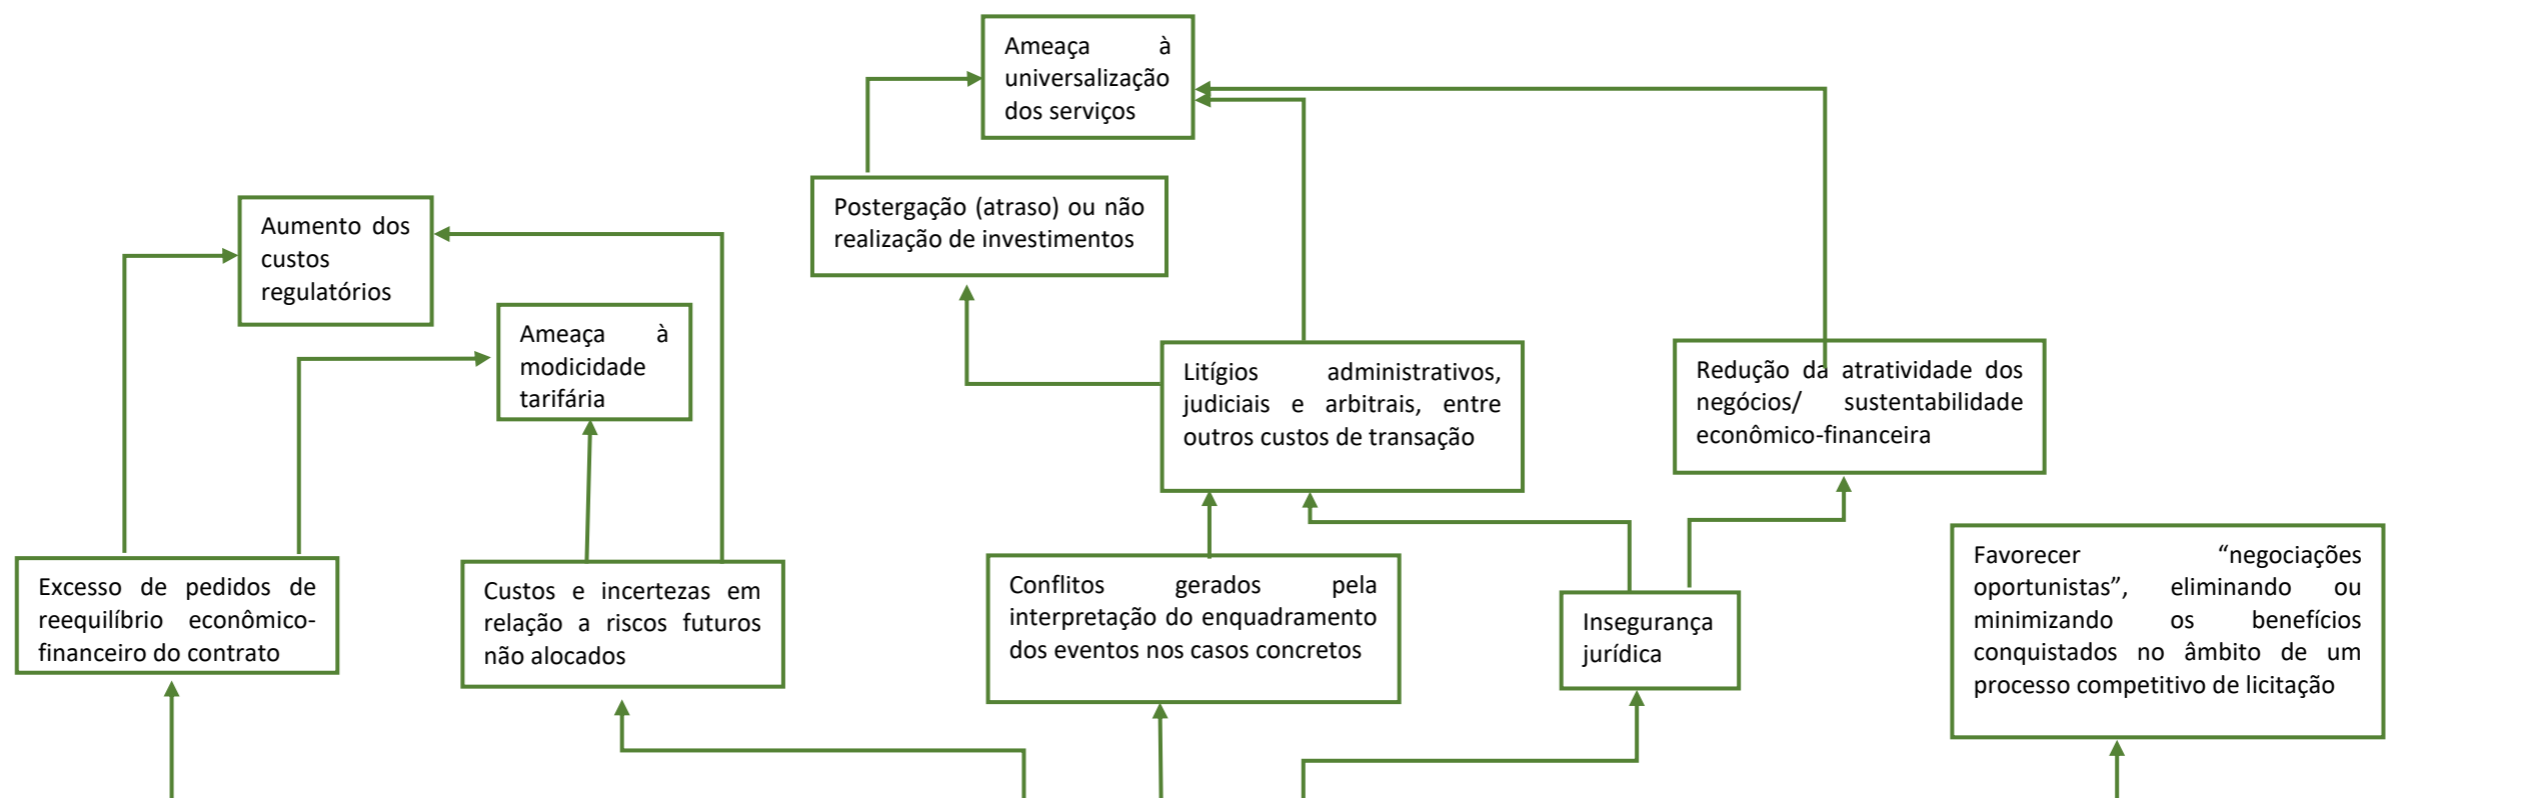 Ameaça à
universalização
dos serviços
Postergação (atraso) ou não
realização de investimentos
Aumento dos
custos
regulatórios
Ameaça à
modicidade
tarifária
Litígios administrativos,
judiciais e arbitrais, entre
outros custos de transação
Redução da atratividade dos
negócios/ sustentabilidade
econômico-financeira
Excesso de pedidos de
reequilíbrio econômico-
financeiro do contrato
Custos e incertezas em
relação a riscos futuros
não alocados
Conflitos gerados pela
interpretação do enquadramento
dos eventos nos casos concretos
Insegurança
jurídica
Favorecer “negociações
oportunistas”, eliminando ou
minimizando os benefícios
conquistados no âmbito de um
processo competitivo de licitação